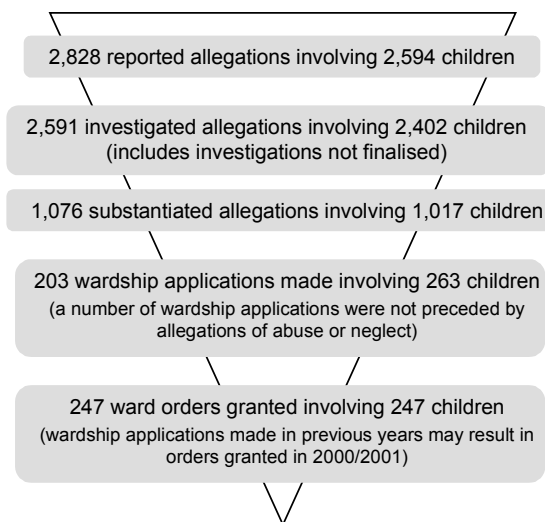 2,828 reported allegations involving 2,594 children
2,591 investigated allegations involving 2,402 children
(includes investigations not finalised)
1,076 substantiated allegations involving 1,017 children
203 wardship applications made involving 263 children
(a number of wardship applications were not preceded by
allegations of abuse or neglect)
247 ward orders granted involving 247 children
(wardship applications made in previous years may result in
orders granted in 2000/2001)